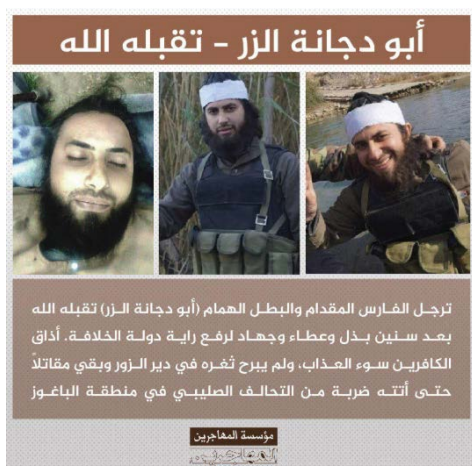 أبو دجانة الزر - تقبله الله
ترجل الفارس المقدام والبطل الهمام (أبو دجانة الزر) تقبله الله
بعد سنين بذل وعطاء وجهاد لرفع راية دولة الخلافة. أذاق
الكافرين سوء العذاب، ولم يبرح ثغره في دير الزور وبقي مقاتلاً
حتى أتته ضربة من التحالف الصليبي في منطقة الباغوز
مؤسسة المهاجرين
المهاجرين